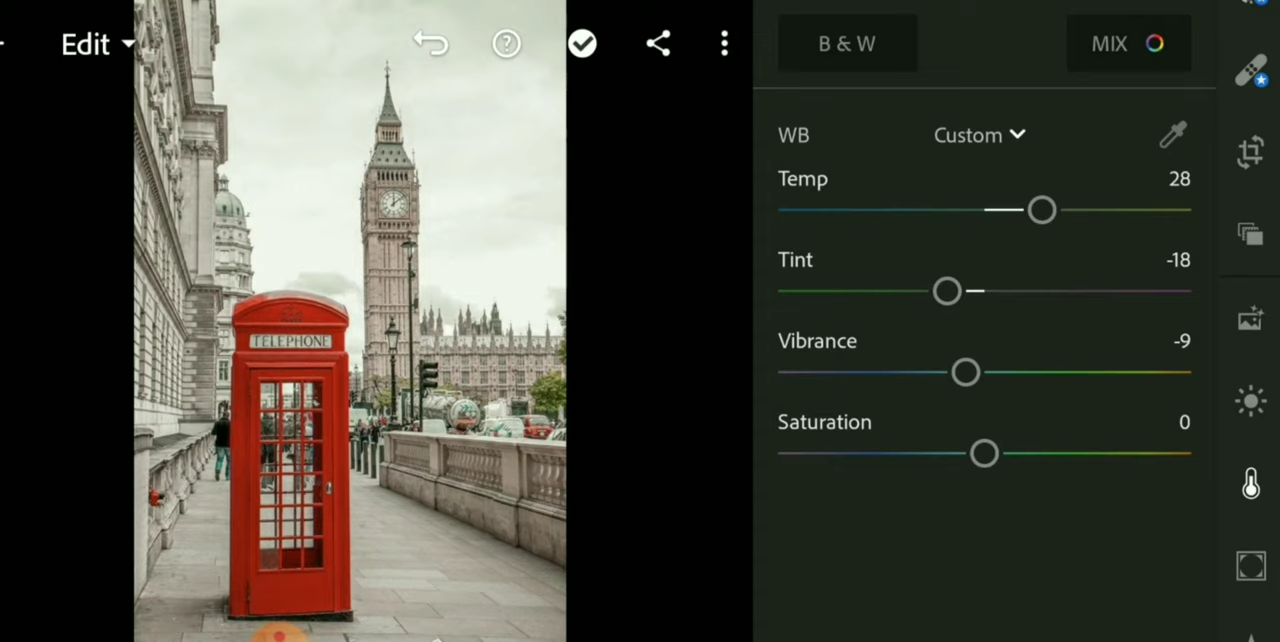 Edit
B & W
MIX
WB
Custom
Temp
28
Tint
-18
Vibrance
-9
Saturation
0
TELEPHONE